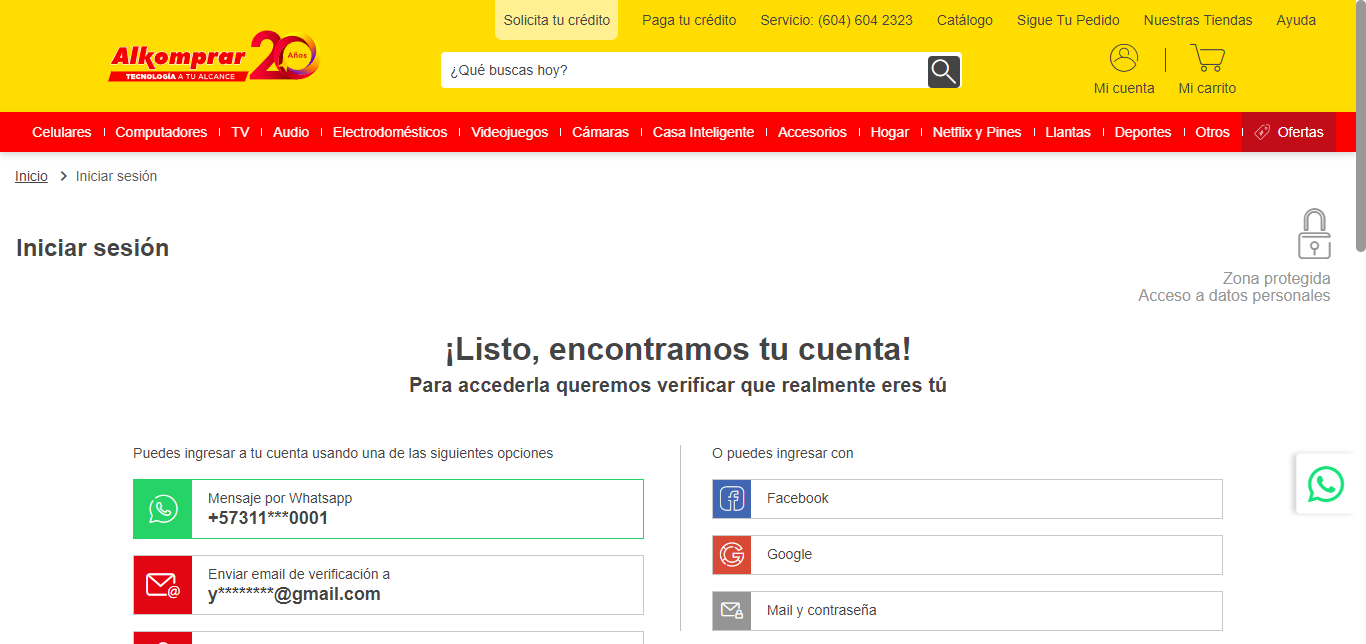 Solicita tu crédito
Paga tu crédito
Servicio: (604) 604 2323
Catálogo
Sigue Tu Pedido
Nuestras Tiendas
Ayuda
Alkomprar 20 Años
TECNOLOGÍA A TU ALCANCE
¿Qué buscas hoy?
Mi cuenta
Mi carrito
Celulares
Computadores
TV
Audio
Electrodomésticos
Videojuegos
Cámaras
Casa Inteligente
Accesorios
Hogar
Netflix y Pines
Llantas
Deportes
Otros
Ofertas
Inicio
Iniciar sesión
Iniciar sesión
Zona protegida
Acceso a datos personales
¡Listo, encontramos tu cuenta!
Para accederla queremos verificar que realmente eres tú
Puedes ingresar a tu cuenta usando una de las siguientes opciones
Mensaje por Whatsapp
+57311***0001
Enviar email de verificación a
y********@gmail.com
O puedes ingresar con
Facebook
Google
Mail y contraseña